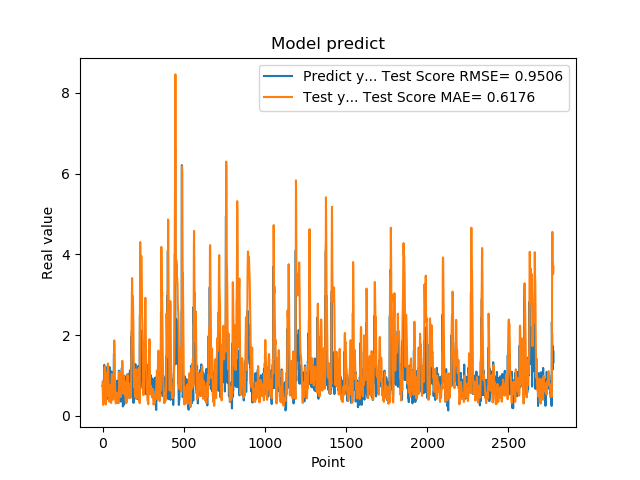 Model predict
Predict y... Test Score RMSE= 0.9506
Test y... Test Score MAE= 0.6176
8
6
4
2
0
Real value
0 500 1000 1500 2000 2500
Point